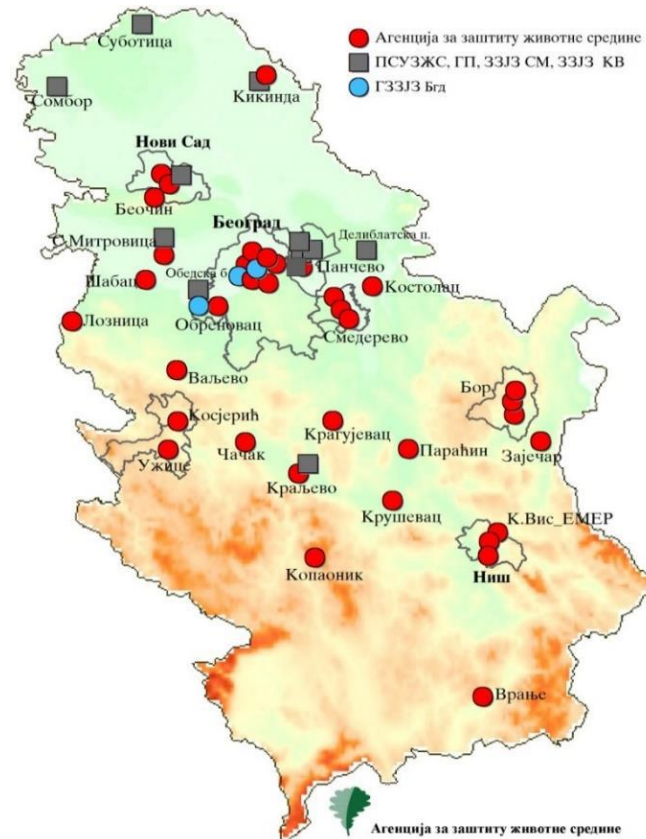 Суботица
Агенција за заштиту животне средине
ПСУЗЖС, ГП, ЗЗЈЗ СМ, ЗЗЈЗ КВ
ГЗЗЈЗ Бгд
Сомбор
Кикинда
Нови Сад
Беочин
Београд
С.Митровица
Делиблатска п.
Обедска б.
Панчево
Шабац
Костолац
Обреновац
Лозница
Смедерево
Ваљево
Бор
Косјерић
Крагујевац
Чачак
Параћин
Зајечар
Ужице
Краљево
Крушевац
К.Вис_ЕМЕР
Копаоник
Ниш
Врање
Агенција за заштиту животне средине